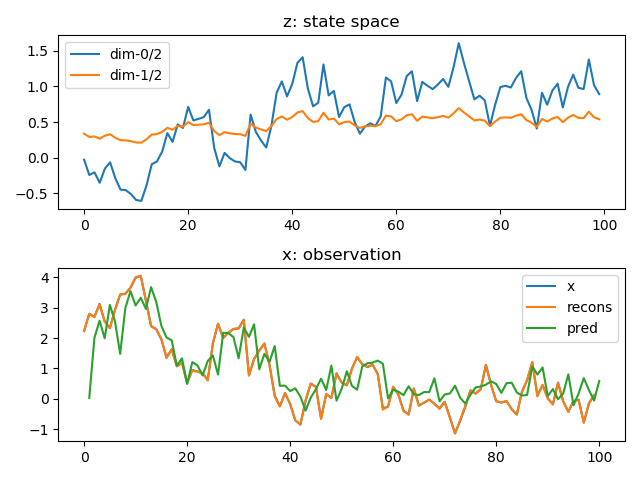 z: state space
dim-0/2
dim-1/2
1.5
1.0
0.5
0.0
−0.5
0 20 40 60 80 100
x: observation
x
recons
pred
4
3
2
1
0
−1
0 20 40 60 80 100